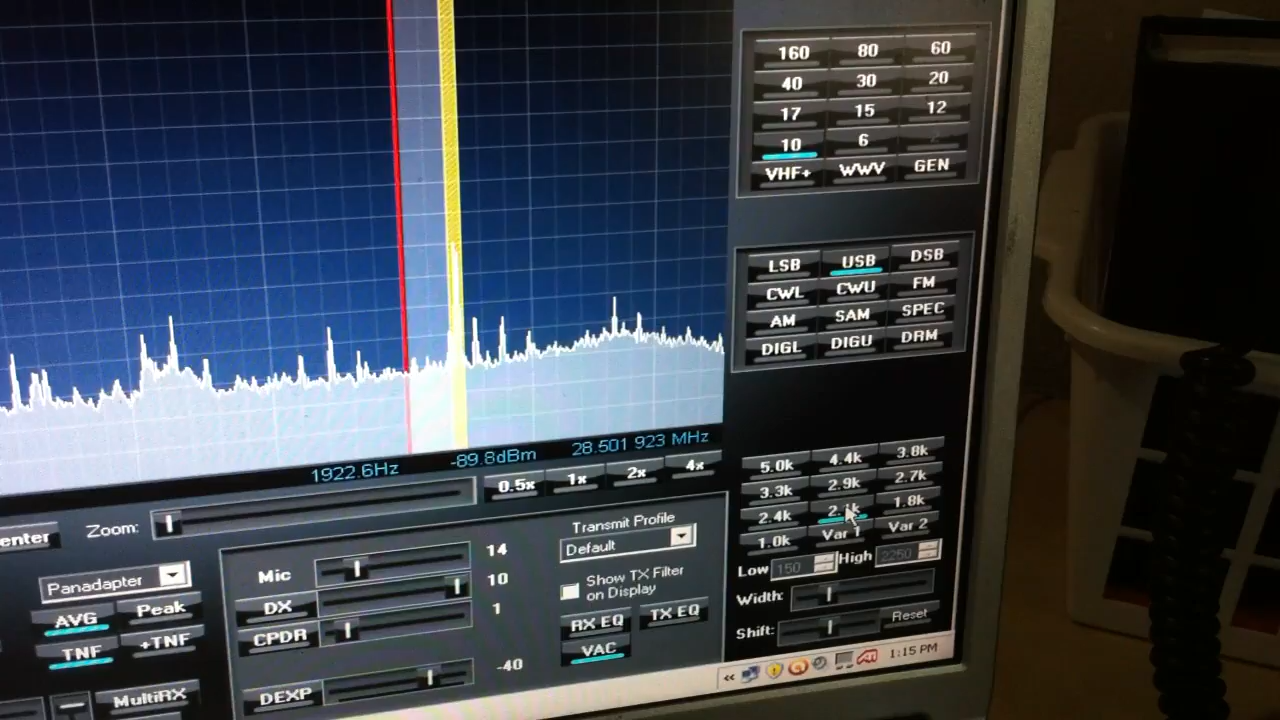 160 80 60
40 30 20
17 15 12
10 6 2
VHF+ WWV GEN
LSB USB DSB
CWL CWU FM
AM SAM SPEC
DIGL DIGU DRM
1922.6Hz -89.8dBm 28.501 923 MHz
0.5x 1x 2x 4x
5.0k 4.4k 3.8k
3.3k 2.9k 2.7k
2.4k 1.8k
1.0k Var 1 Var 2
Low 150 High 2250
Width:
Shift: Reset
enter Zoom:
Panadapter
AVG Peak
TNF +TNF
MultiRX
Mic 14
DX 10
CPDR 1
DEXP -40
Transmit Profile
Default
Show TX Filter
on Display
RX EQ TX EQ
VAC
1:15 PM